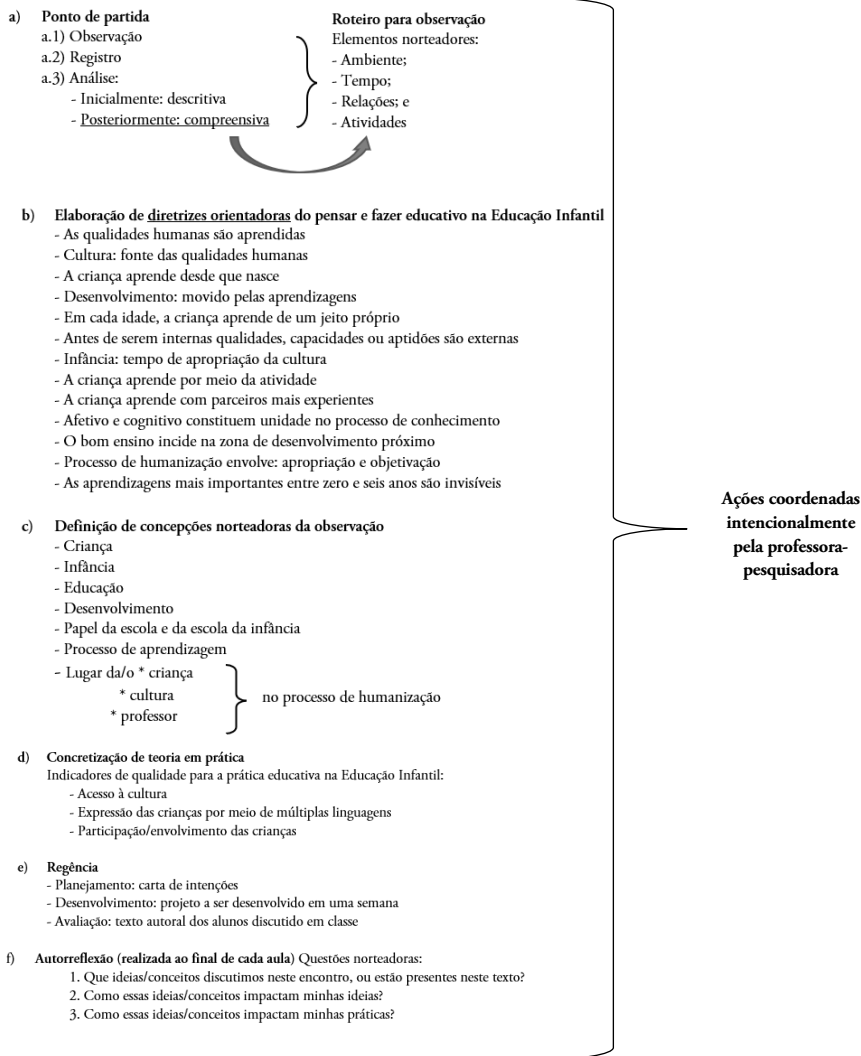 a) Ponto de partida
a.1) Observação
a.2) Registro
a.3) Análise:
- Inicialmente: descritiva
- Posteriormente: compreensiva
Roteiro para observação
Elementos norteadores:
- Ambiente;
- Tempo;
- Relações; e
- Atividades
b) Elaboração de diretrizes orientadoras do pensar e fazer educativo na Educação Infantil
- As qualidades humanas são aprendidas
- Cultura: fonte das qualidades humanas
- A criança aprende desde que nasce
- Desenvolvimento: movido pelas aprendizagens
- Em cada idade, a criança aprende de um jeito próprio
- Antes de serem internas qualidades, capacidades ou aptidões são externas
- Infância: tempo de apropriação da cultura
- A criança aprende por meio da atividade
- A criança aprende com parceiros mais experientes
- Afetivo e cognitivo constituem unidade no processo de conhecimento
- O bom ensino incide na zona de desenvolvimento próximo
- Processo de humanização envolve: apropriação e objetivação
- As aprendizagens mais importantes entre zero e seis anos são invisíveis
c) Definição de concepções norteadoras da observação
- Criança
- Infância
- Educação
- Desenvolvimento
- Papel da escola e da escola da infância
- Processo de aprendizagem
- Lugar da/o * criança
* cultura
* professor
no processo de humanização
d) Concretização de teoria em prática
Indicadores de qualidade para a prática educativa na Educação Infantil:
- Acesso à cultura
- Expressão das crianças por meio de múltiplas linguagens
- Participação/envolvimento das crianças
e) Regência
- Planejamento: carta de intenções
- Desenvolvimento: projeto a ser desenvolvido em uma semana
- Avaliação: texto autoral dos alunos discutido em classe
f) Autorreflexão (realizada ao final de cada aula) Questões norteadoras:
1. Que ideias/conceitos discutimos neste encontro, ou estão presentes neste texto?
2. Como essas ideias/conceitos impactam minhas ideias?
3. Como essas ideias/conceitos impactam minhas práticas?
Ações coordenadas
intencionalmente
pela professora-
pesquisadora